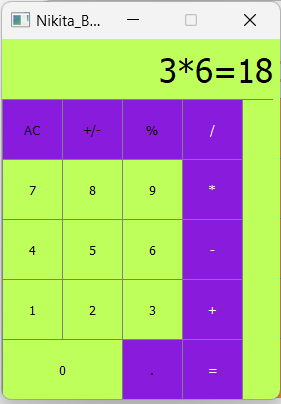 Nikita_B...
3*6=18
AC +/- % /
7 8 9 *
4 5 6 -
1 2 3 +
0 . =